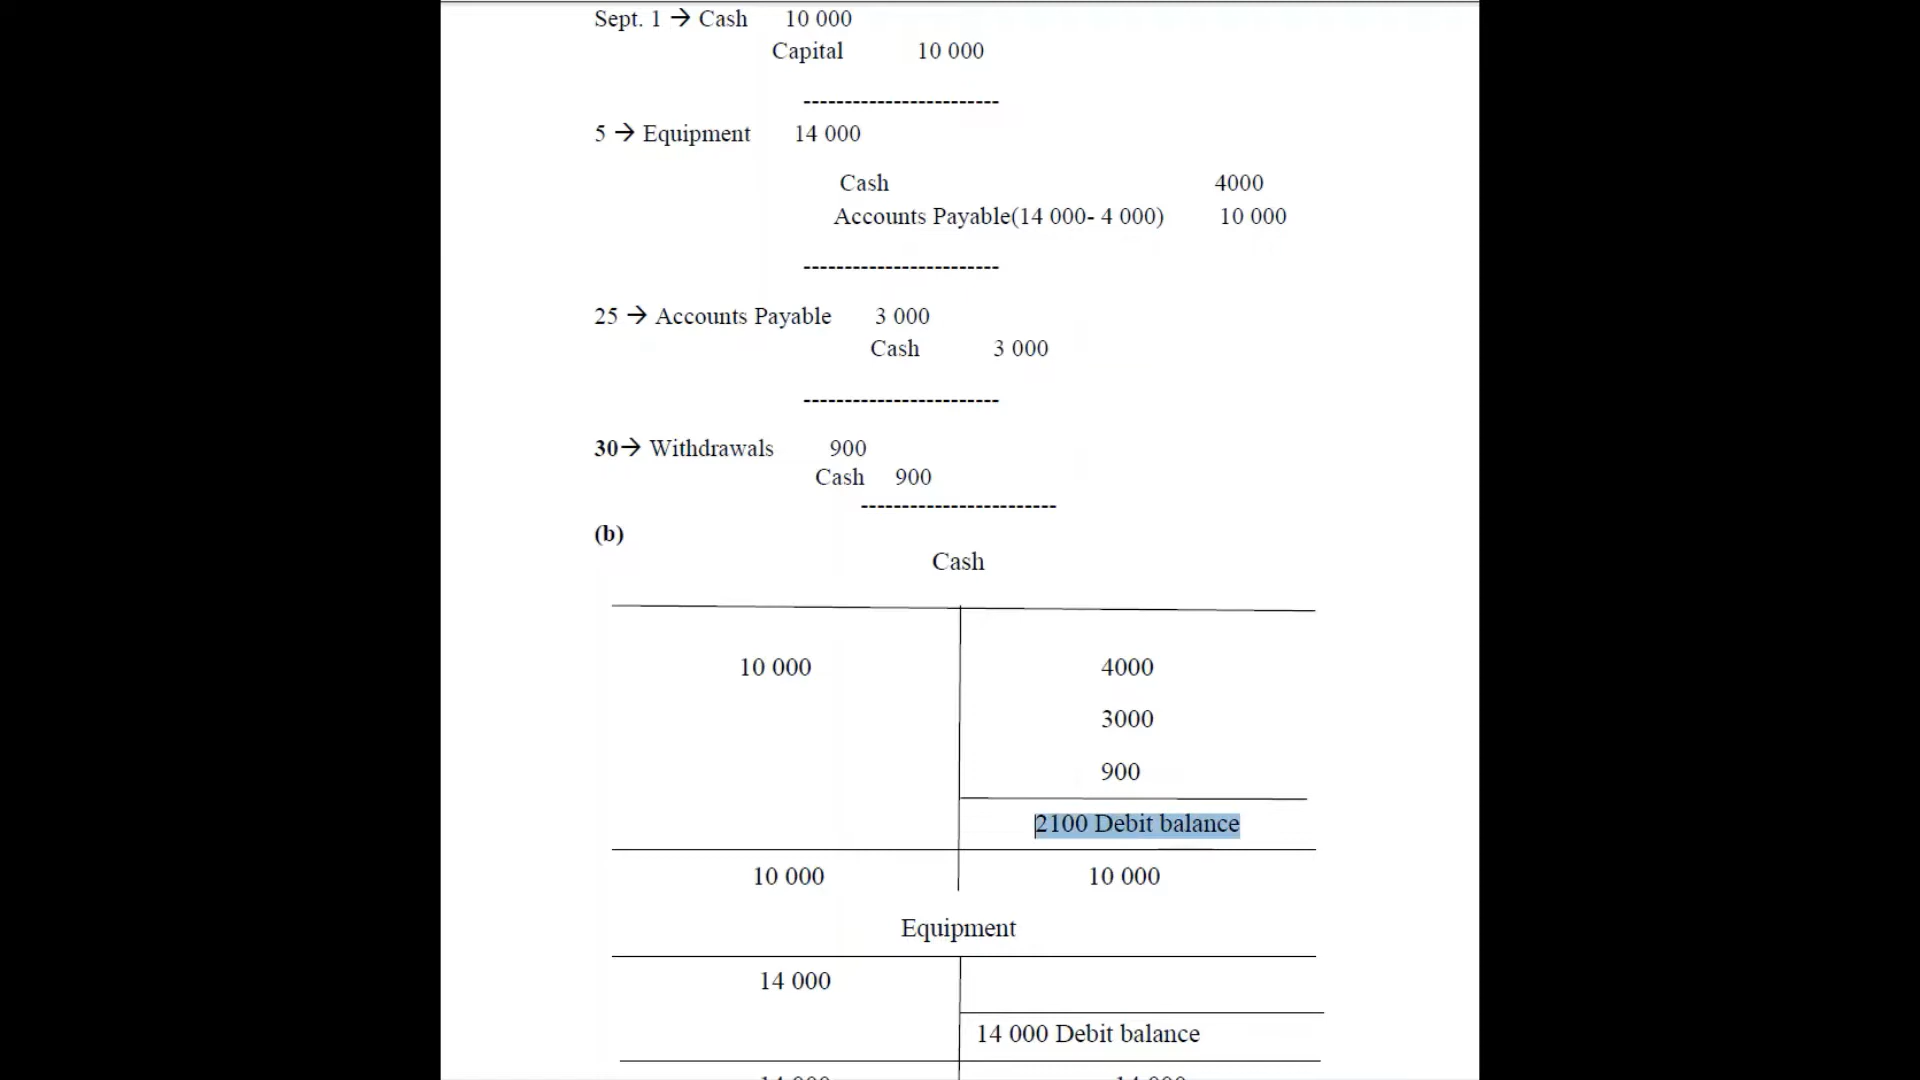 Sept. 1 → Cash 10 000
Capital 10 000
------------------------
5 → Equipment 14 000
Cash 4000
Accounts Payable(14 000- 4 000) 10 000
------------------------
25 → Accounts Payable 3 000
Cash 3 000
------------------------
30→ Withdrawals 900
Cash 900
------------------------
(b)
Cash
10 000 4000
3000
900
2100 Debit balance
10 000 10 000
Equipment
14 000
14 000 Debit balance